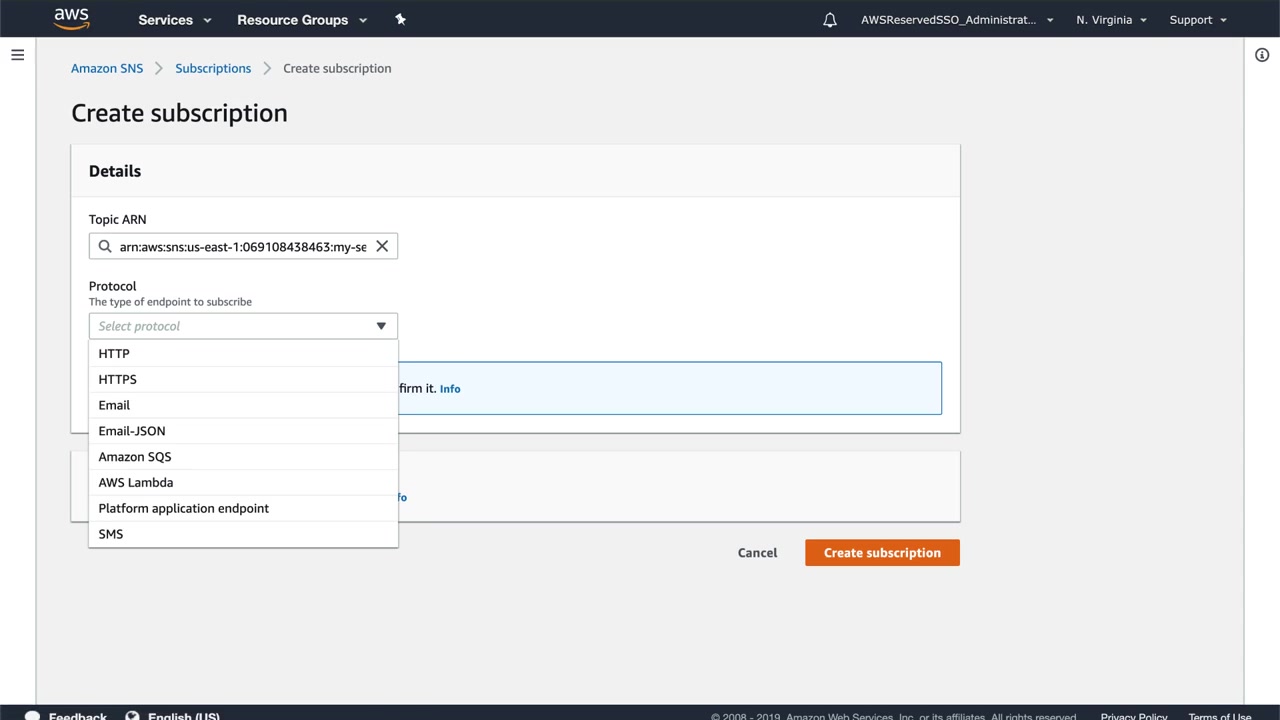 aws
Services
Resource Groups
AWSReservedSSO_Administrat...
N. Virginia
Support
Amazon SNS
Subscriptions
Create subscription
Create subscription
Details
Topic ARN
arn:aws:sns:us-east-1:069108438463:my-se
Protocol
The type of endpoint to subscribe
Select protocol
HTTP
HTTPS
firm it. Info
Email
Email-JSON
Amazon SQS
AWS Lambda
fo
Platform application endpoint
SMS
Cancel
Create subscription
Feedback
English (US)
© 2008 - 2019, Amazon Web Services, Inc. or its affiliates. All rights reserved.
Privacy Policy
Terms of Use